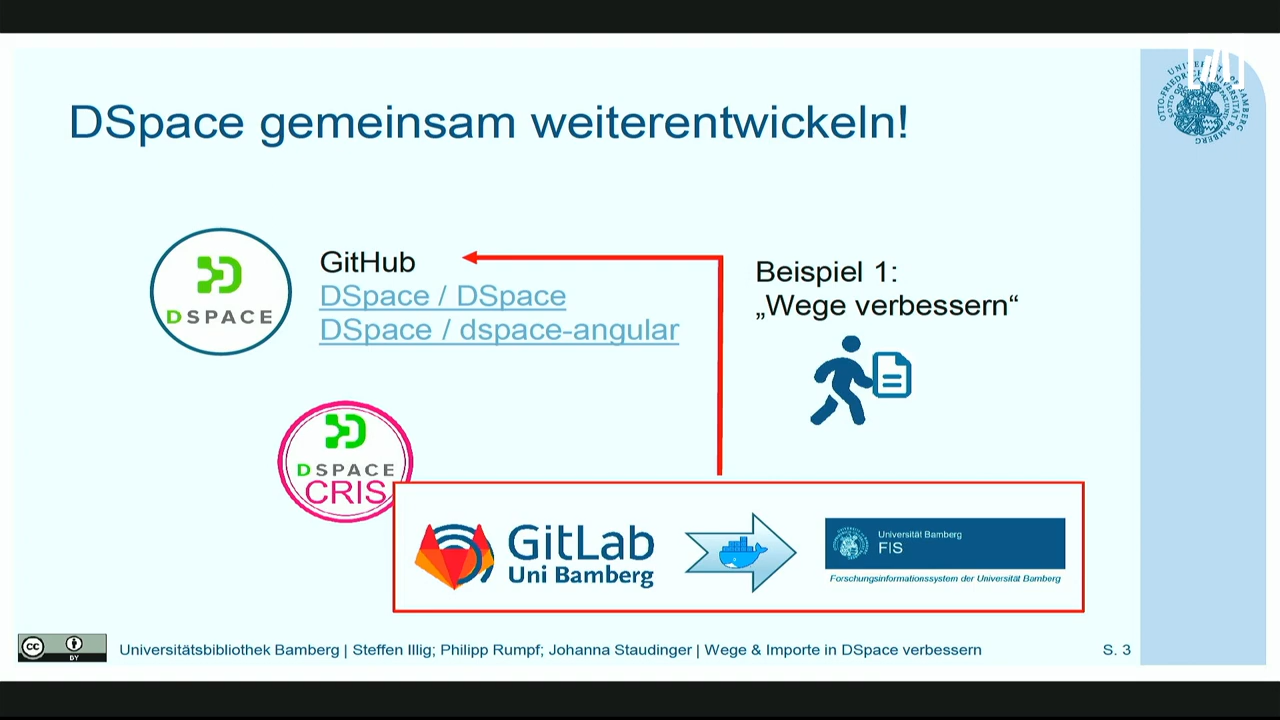 DSpace gemeinsam weiterentwickeln!
DSPACE
GitHub
DSpace / DSpace
DSpace / dspace-angular
Beispiel 1:
„Wege verbessern“
DSPACE
CRIS
GitLab
Uni Bamberg
Universität Bamberg
FIS
Forschungsinformationssystem der Universität Bamberg
cc
BY
Universitätsbibliothek Bamberg | Steffen Illig; Philipp Rumpf; Johanna Staudinger | Wege & Importe in DSpace verbessern
S. 3